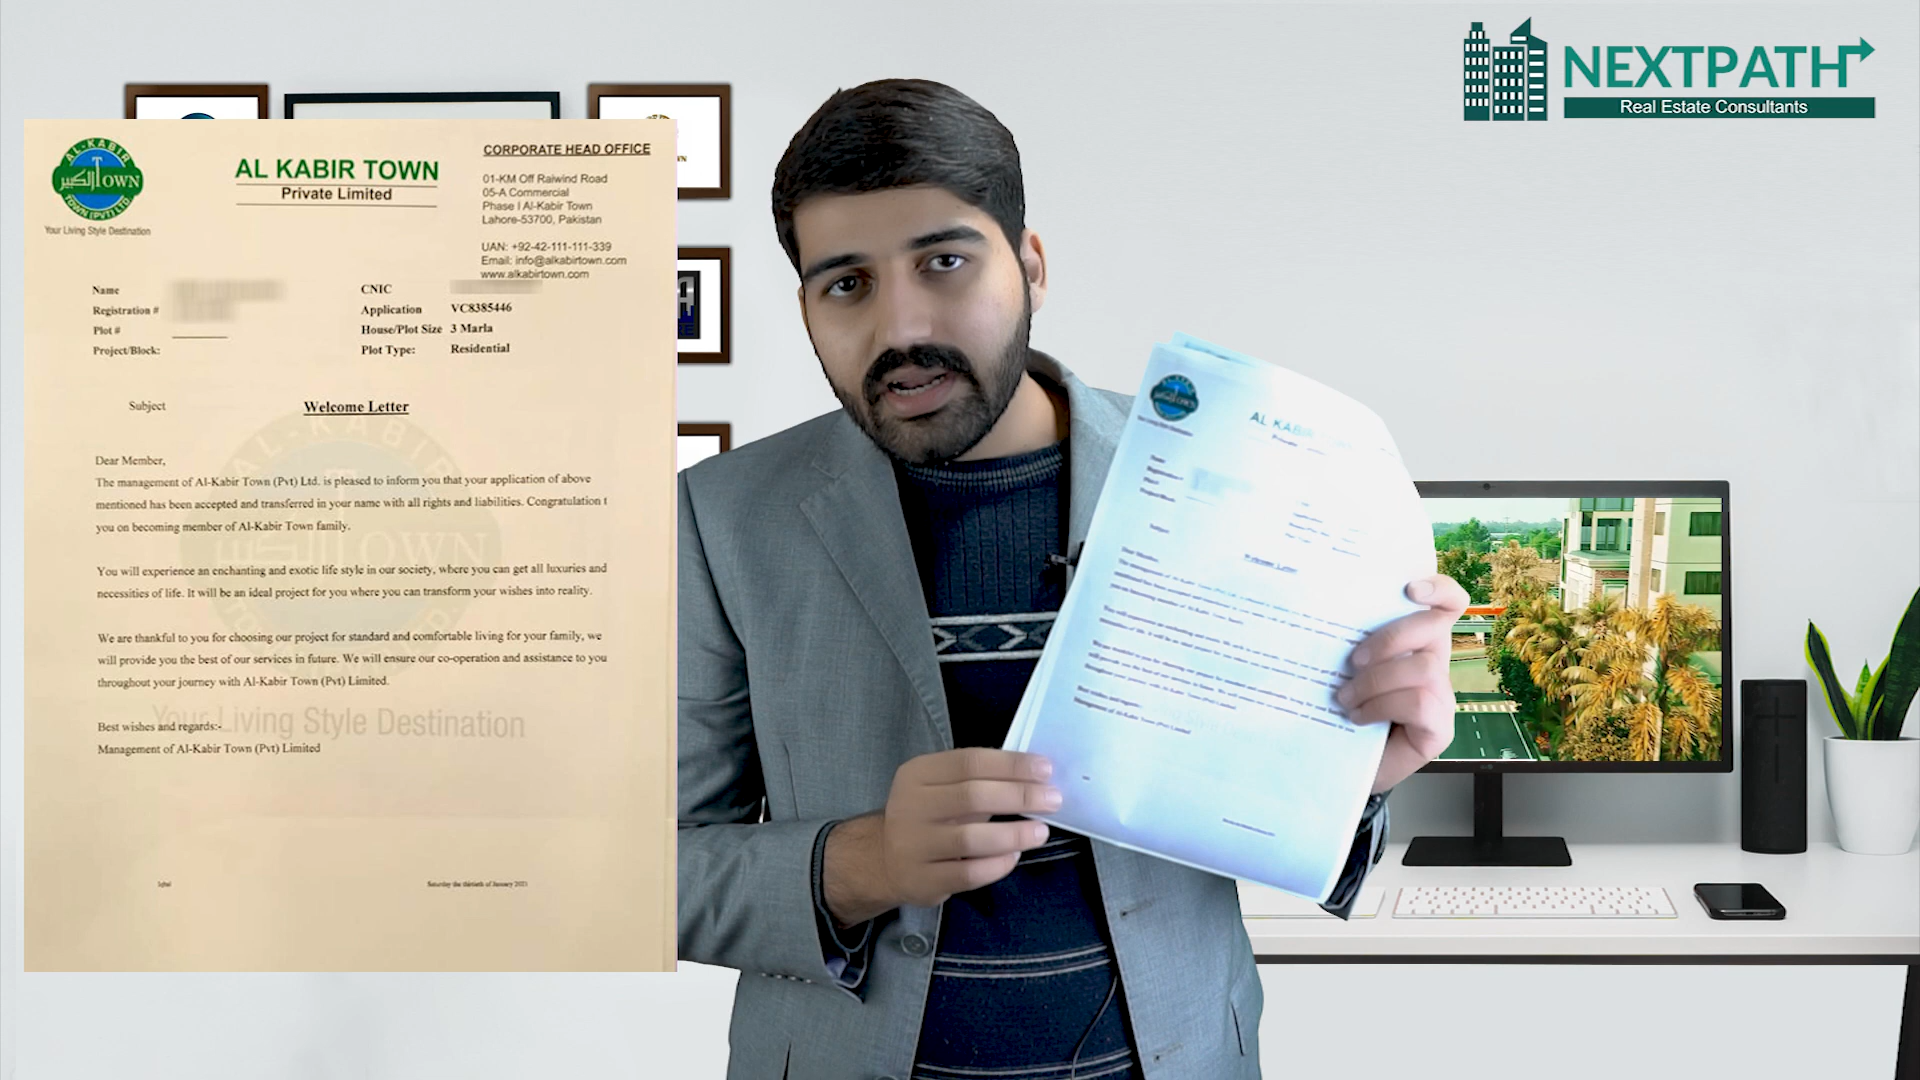 NEXTPATH
Real Estate Consultants
AL-KABIR
الكبير TOWN
TOWN (PVT) LTD.
Your Living Style Destination
AL KABIR TOWN
Private Limited
CORPORATE HEAD OFFICE
01-KM Off Raiwind Road
05-A Commercial
Phase I Al-Kabir Town
Lahore-53700, Pakistan
UAN: +92-42-111-111-339
Email: info@alkabirtown.com
www.alkabirtown.com
Name
Registration #
Plot #
Project/Block:
CNIC
Application VC8385446
House/Plot Size 3 Marla
Plot Type: Residential
Subject Welcome Letter
Dear Member,
The management of Al-Kabir Town (Pvt) Ltd. is pleased to inform you that your application of above
mentioned has been accepted and transferred in your name with all rights and liabilities. Congratulation t
you on becoming member of Al-Kabir Town family.
You will experience an enchanting and exotic life style in our society, where you can get all luxuries and
necessities of life. It will be an ideal project for you where you can transform your wishes into reality.
We are thankful to you for choosing our project for standard and comfortable living for your family, we
will provide you the best of our services in future. We will ensure our co-operation and assistance to you
throughout your journey with Al-Kabir Town (Pvt) Limited.
Your Living Style Destination
Best wishes and regards:-
Management of Al-Kabir Town (Pvt) Limited
Iqbal
Saturday the thirtieth of January 2021
AL KABIR
Welcome Letter